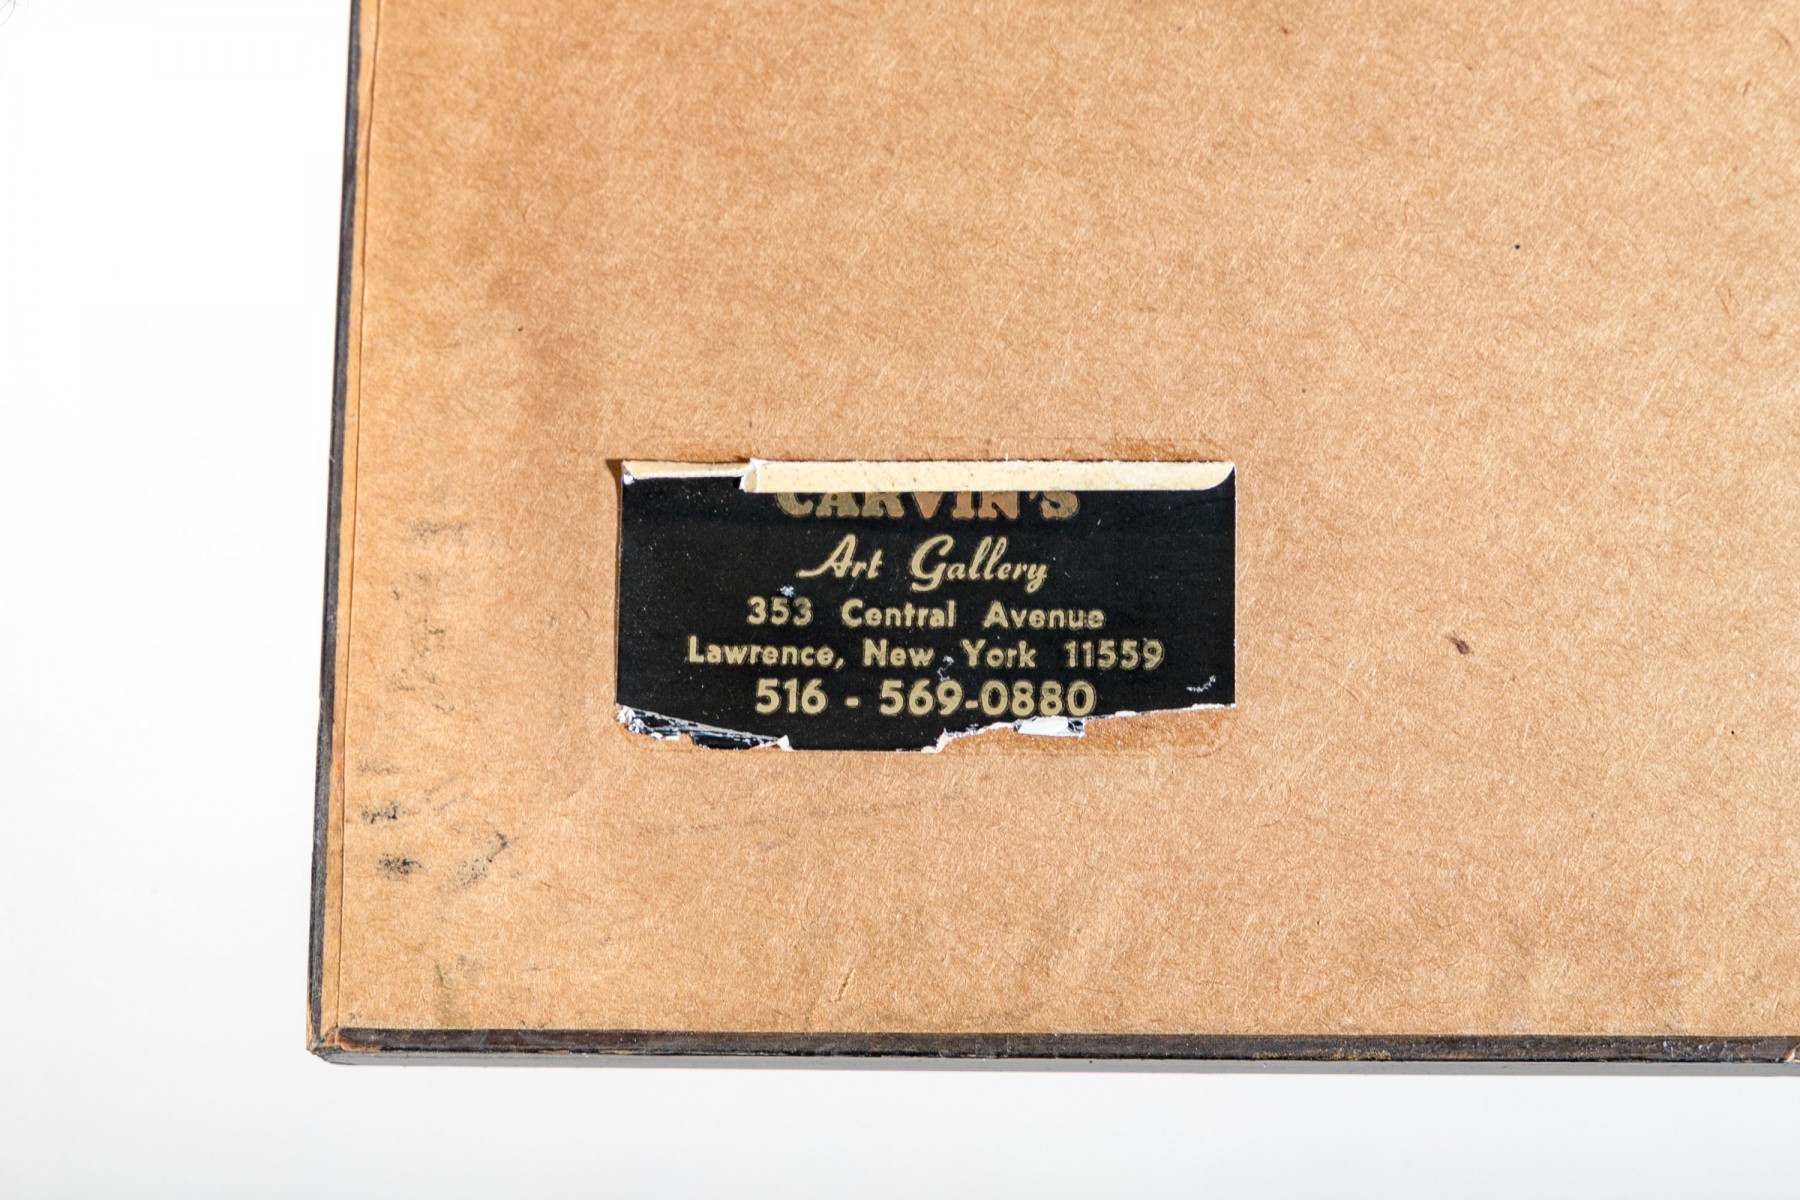 CARVIN'S
Art Gallery
353 Central Avenue
Lawrence, New York 11559
516 - 569-0880